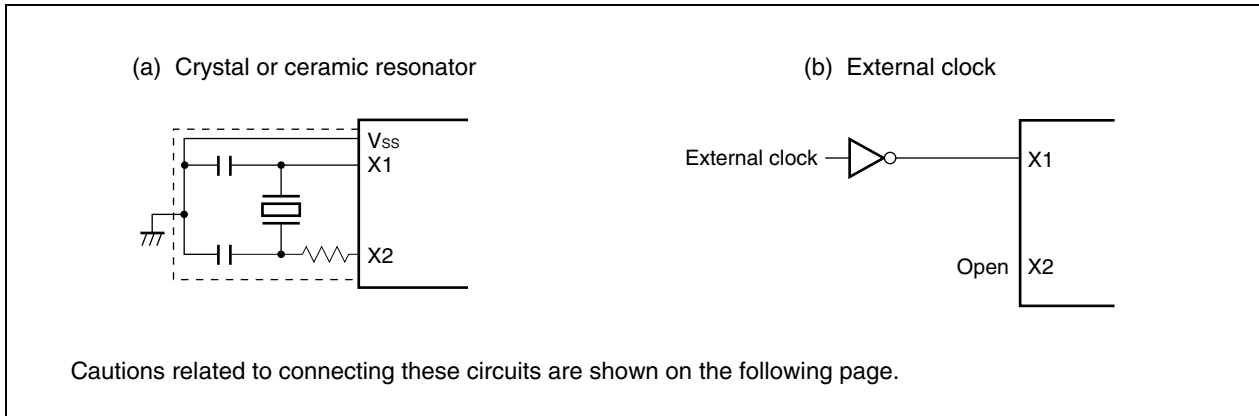 (a) Crystal or ceramic resonator
VSS
X1
X2
(b) External clock
External clock
X1
Open
X2
Cautions related to connecting these circuits are shown on the following page.